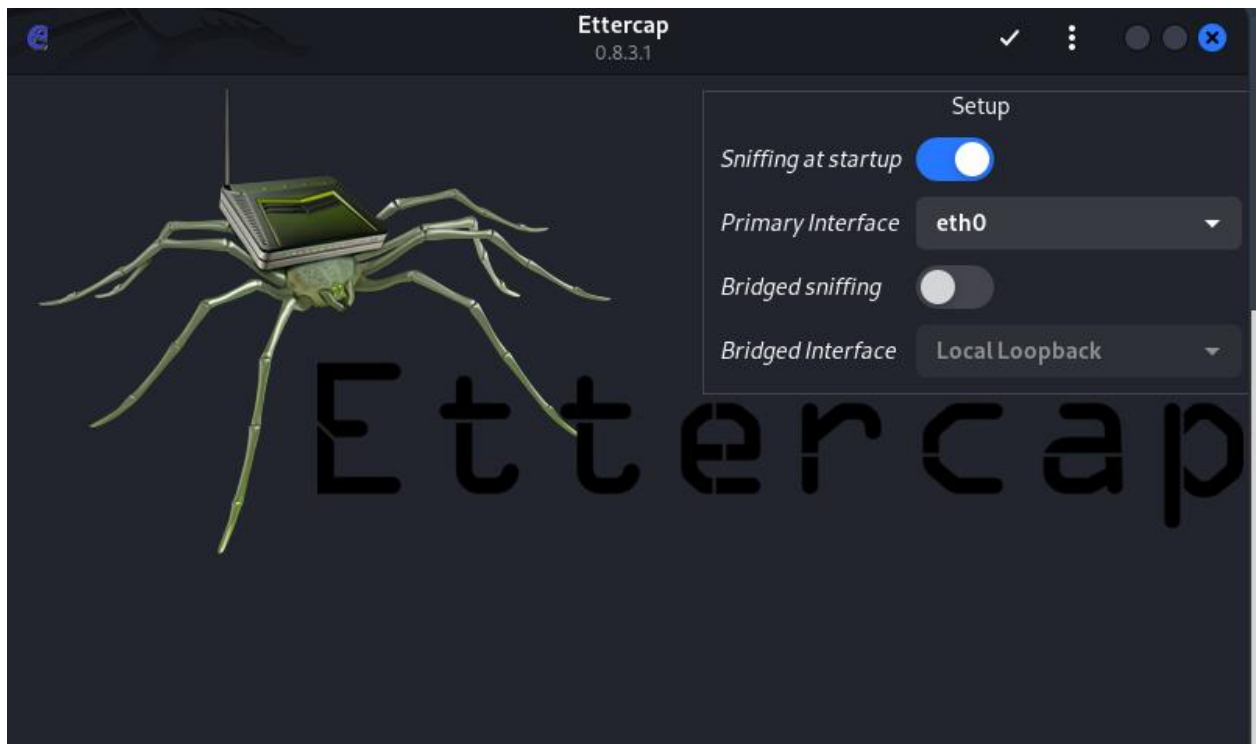 Ettercap
0.8.3.1
Setup
Sniffing at startup
Primary Interface eth0
Bridged sniffing
Bridged Interface Local Loopback
Ettercap